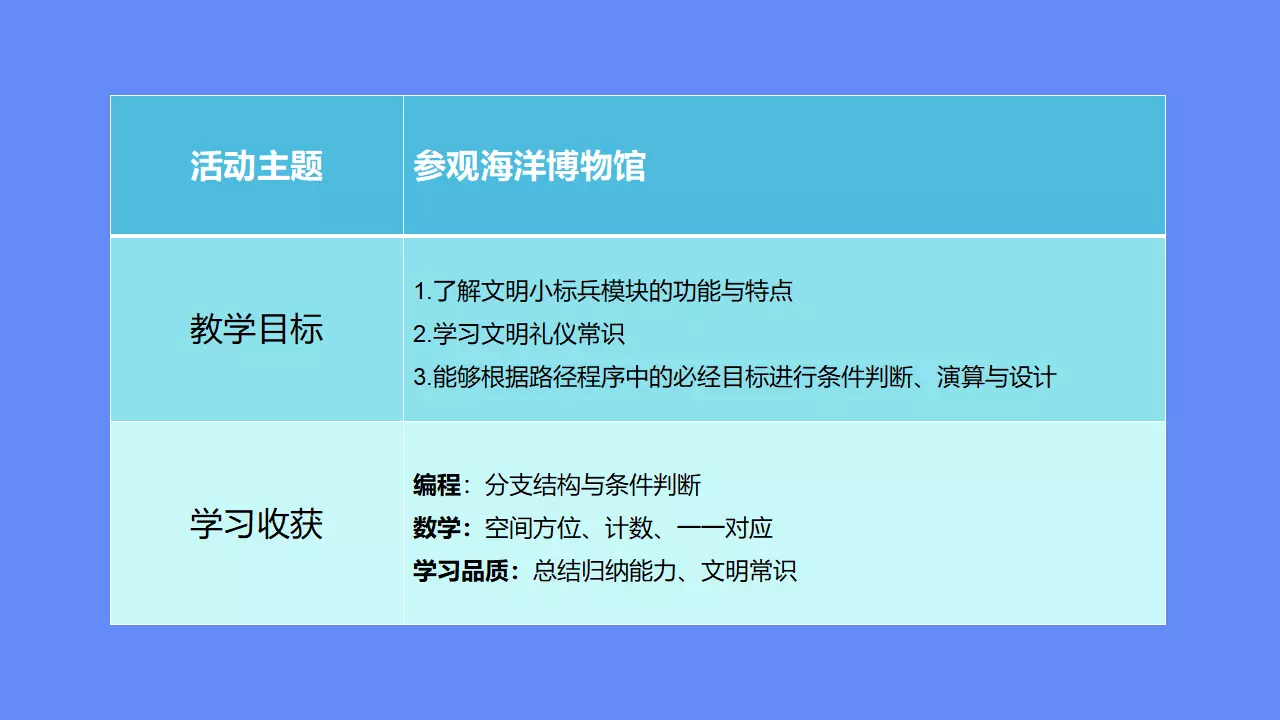 活动主题
参观海洋博物馆
教学目标
1.了解文明小标兵模块的功能与特点
2.学习文明礼仪常识
3.能够根据路径程序中的必经目标进行条件判断、演算与设计
学习收获
编程：分支结构与条件判断
数学：空间方位、计数、一一对应
学习品质：总结归纳能力、文明常识